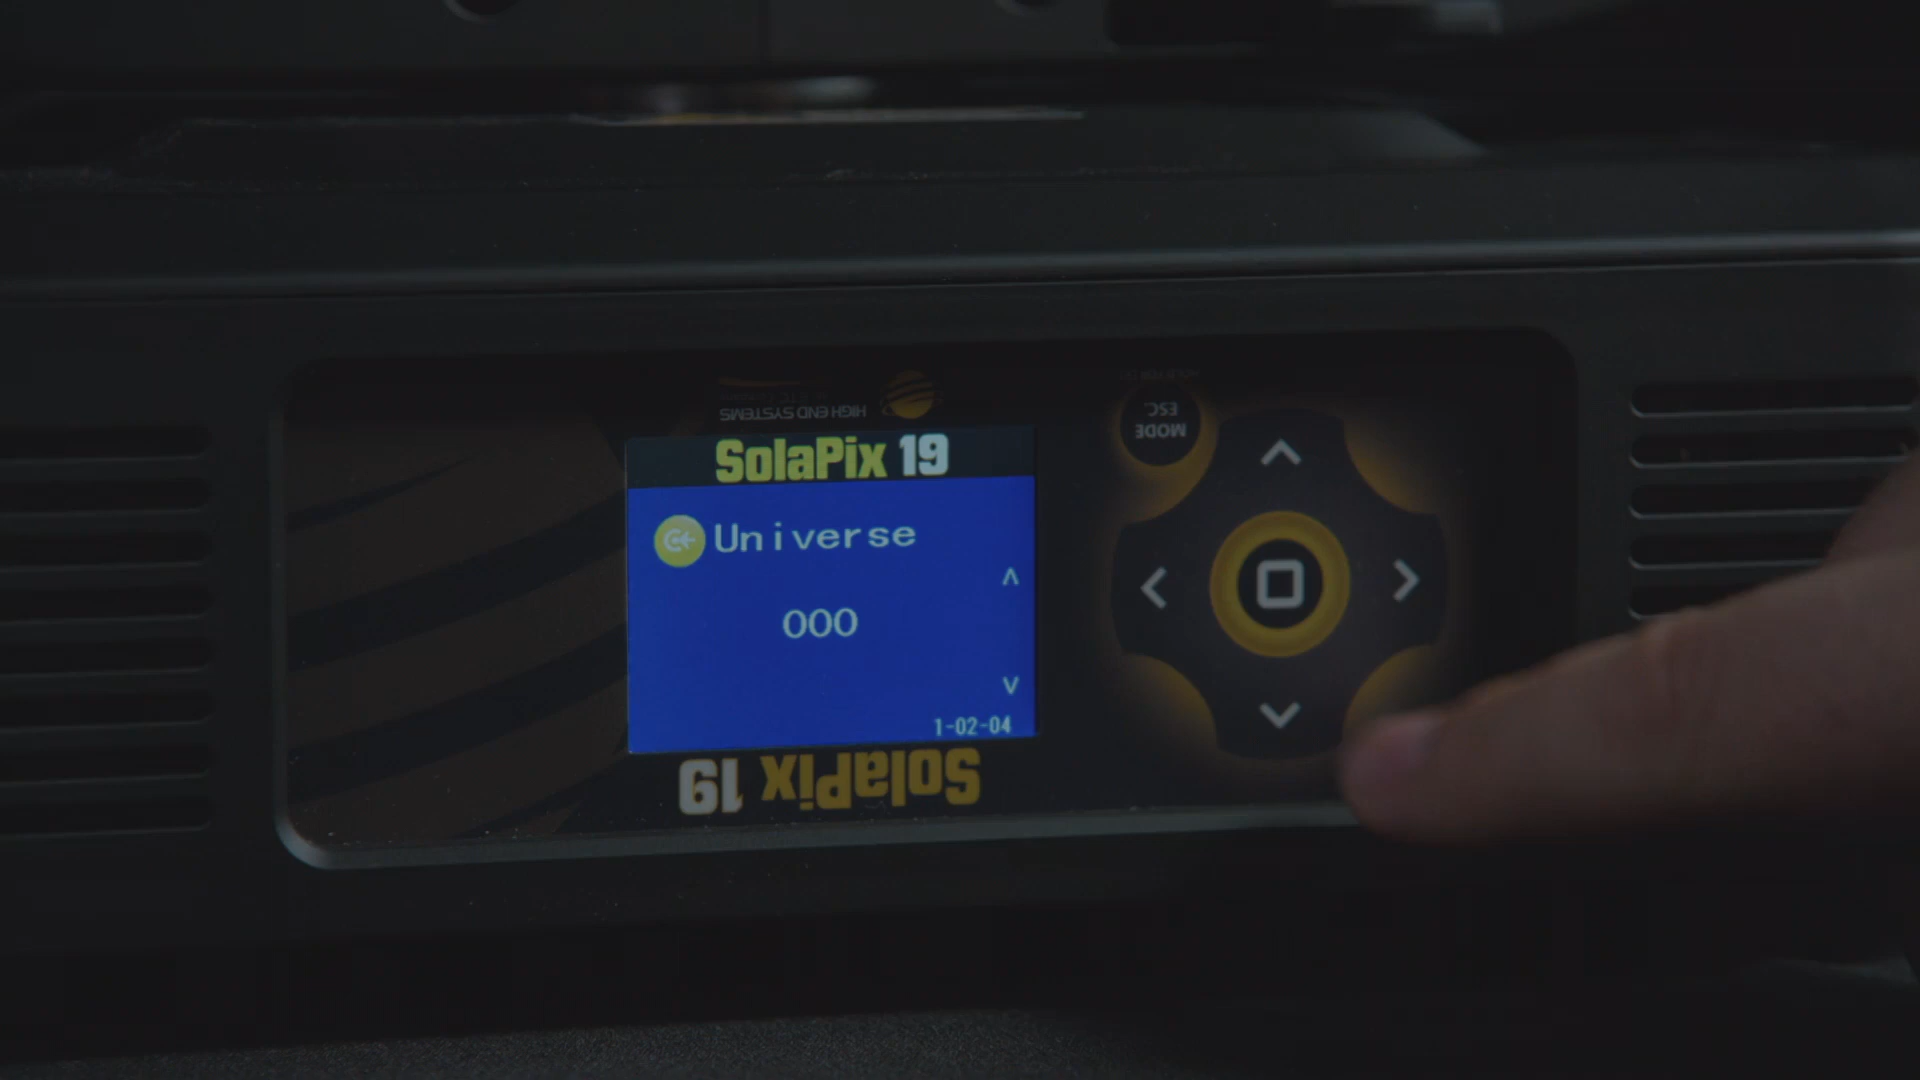 HIGH END SYSTEMS
MODE
ESC
SolaPix 19
Universe
000
1-02-04
SolaPix 19